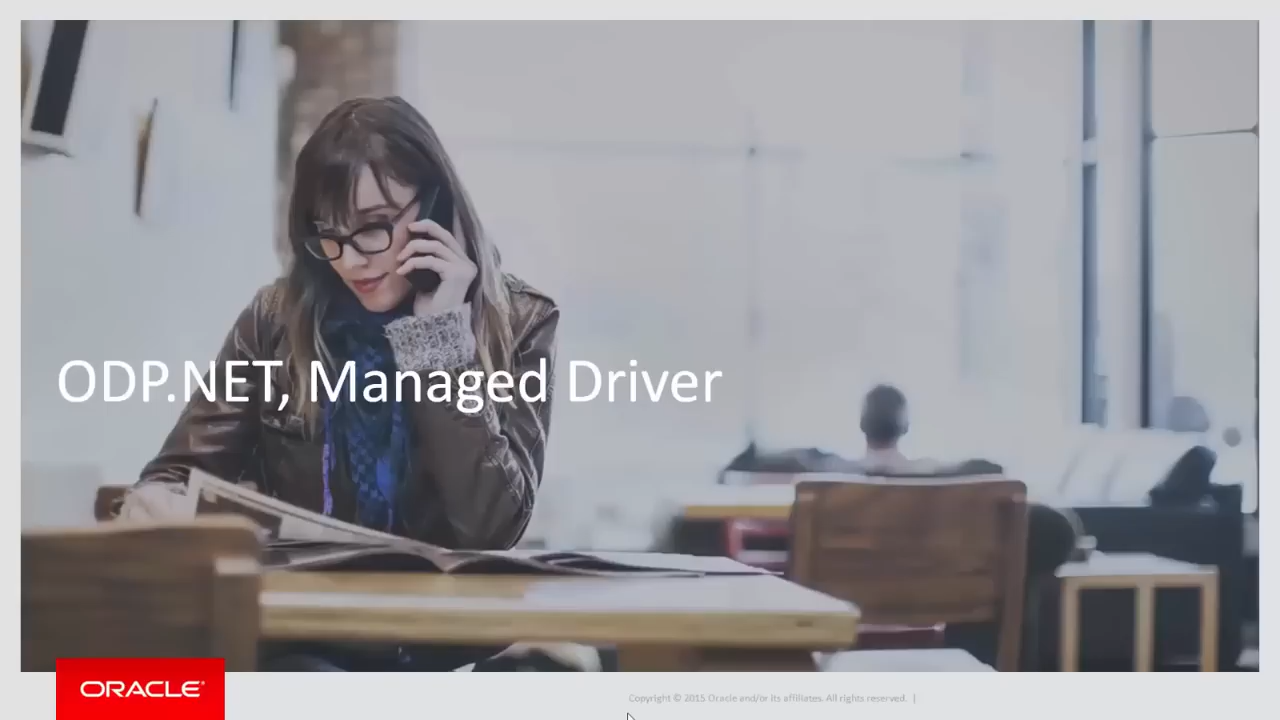 ODP.NET, Managed Driver
ORACLE®
Copyright © 2015 Oracle and/or its affiliates. All rights reserved. |